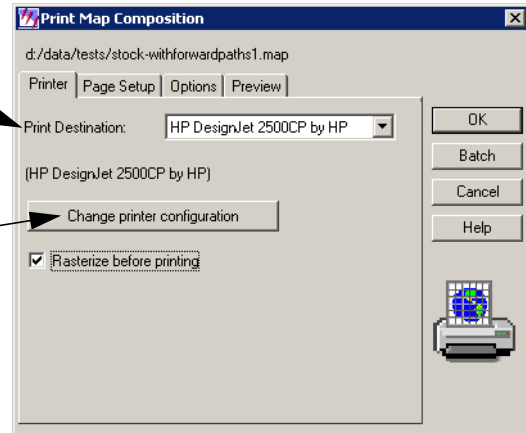 Print Map Composition
d:/data/tests/stock-withforwardpaths1.map
Printer Page Setup Options Preview
Print Destination: HP DesignJet 2500CP by HP
(HP DesignJet 2500CP by HP)
Change printer configuration
Rasterize before printing
OK
Batch
Cancel
Help